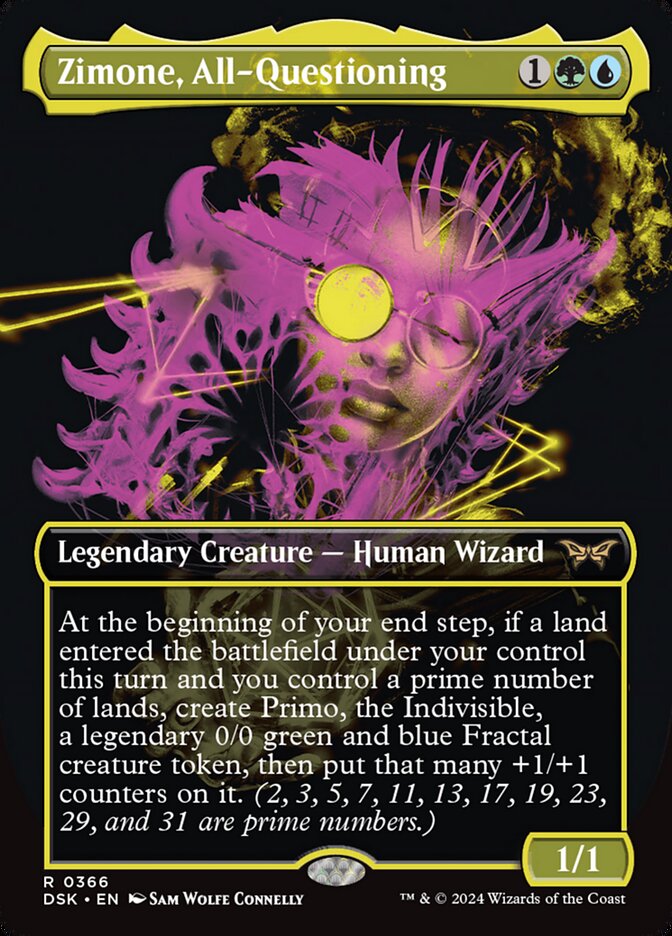 Zimone, All-Questioning 1
Legendary Creature — Human Wizard
At the beginning of your end step, if a land
entered the battlefield under your control
this turn and you control a prime number
of lands, create Primo, the Indivisible,
a legendary 0/0 green and blue Fractal
creature token, then put that many +1/+1
counters on it. (2, 3, 5, 7, 11, 13, 17, 19, 23,
29, and 31 are prime numbers.)
1/1
R 0366
DSK • EN SAM WOLFE CONNELLY
™ & © 2024 Wizards of the Coast